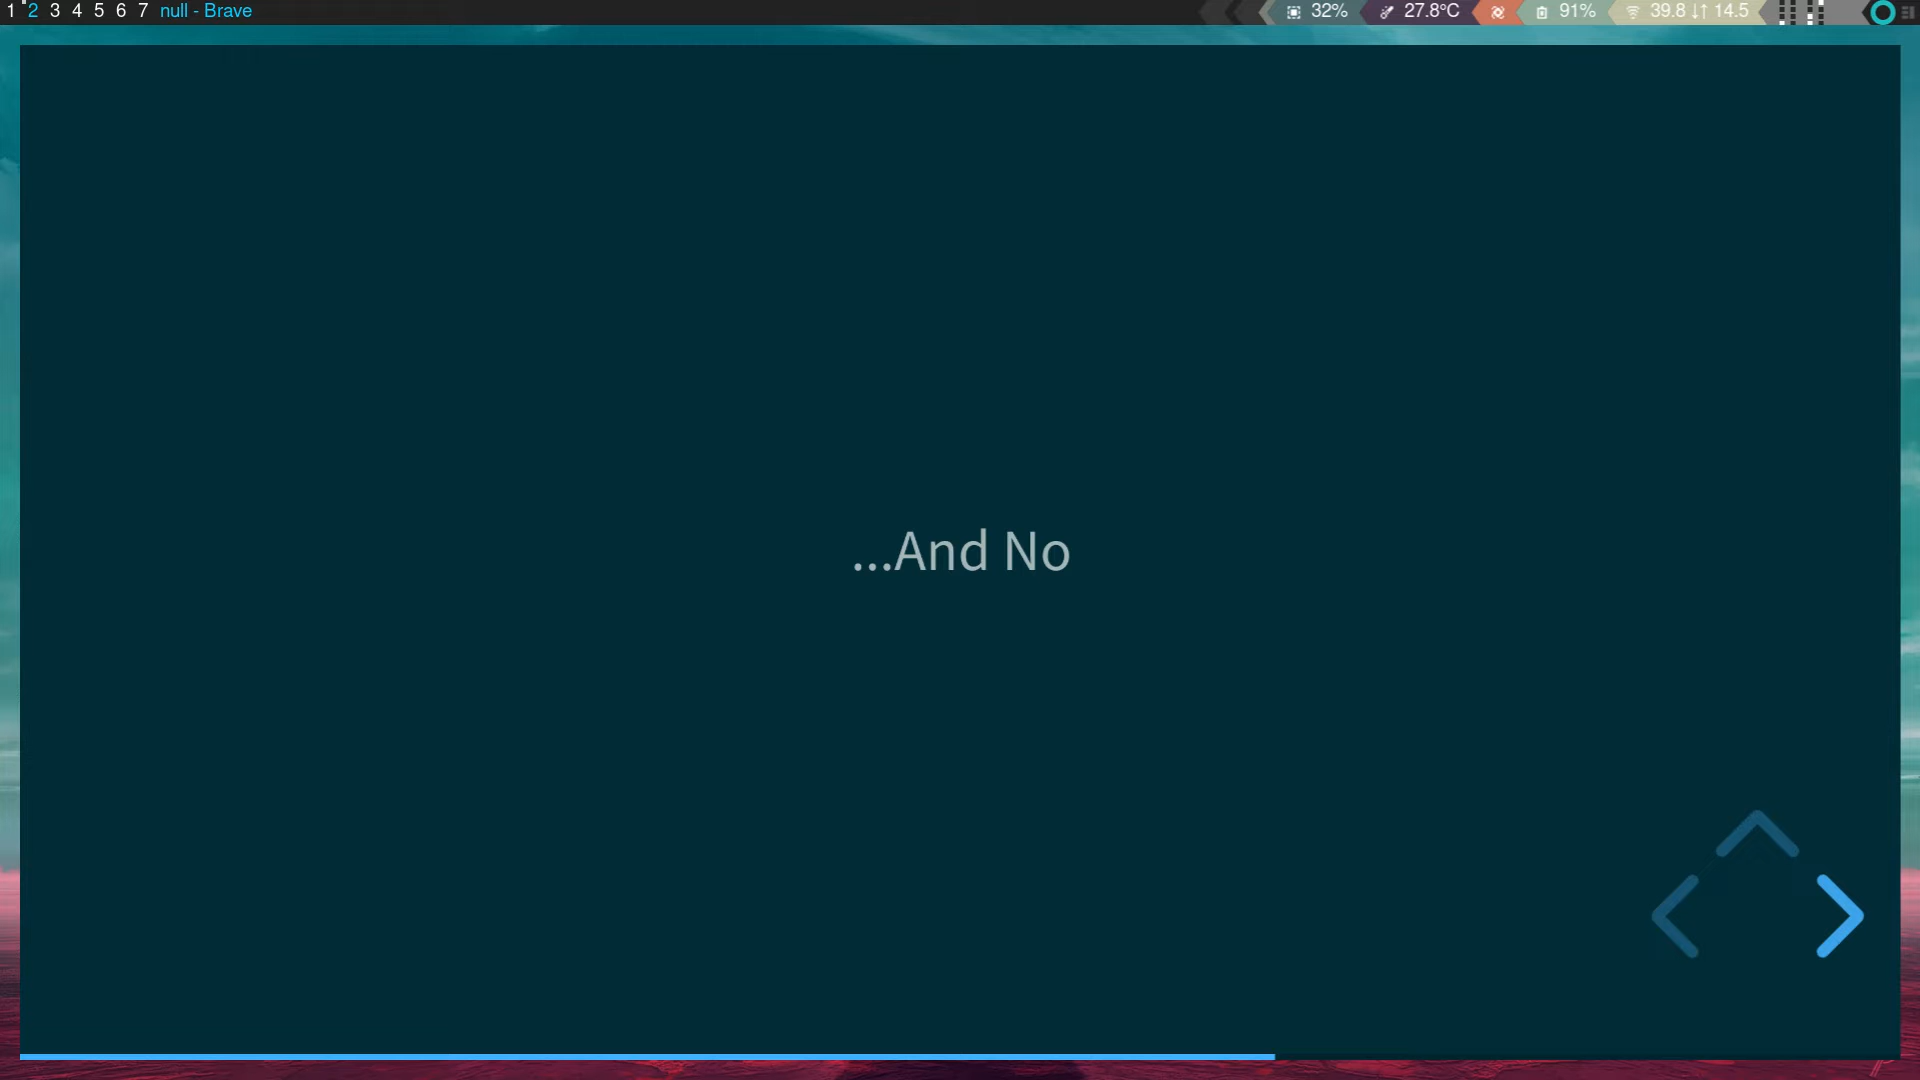 1 2 3 4 5 6 7 null - Brave
32% 27.8°C 91% 39.8 ↓↑ 14.5
...And No